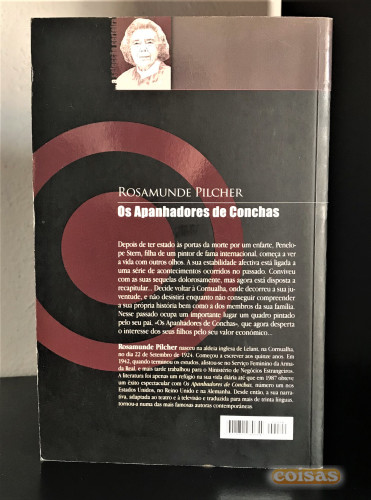 ROSAMUNDE PILCHER
Os Apanhadores de Conchas
Depois de ter estado às portas da morte por um enfarte, Penelo-
pe Stern, filha de um pintor de fama internacional, começa a ver
a vida com outros olhos. A sua estabilidade afectiva está ligada a
uma série de acontecimentos ocorridos no passado. Conviveu
com as suas sequelas dolorosamente, mas agora está disposta a
recapitular... Decide voltar à Cornualha, onde decorreu a sua ju-
ventude, e não desistirá enquanto não conseguir compreender
a sua própria história bem como a dos membros da sua família.
Nesse passado ocupa um importante lugar um quadro pintado
pelo seu pai, «Os Apanhadores de Conchas», que agora desperta
o interesse dos seus filhos pelo seu valor económico...
Rosamunde Pilcher nasceu na aldeia inglesa de Lelant, na Cornualha,
no dia 22 de Setembro de 1924. Começou a escrever aos quinze anos. Em
1942, quando terminou os estudos, alistou-se no Serviço Feminino da Arma-
da Real, e mais tarde trabalhou para o Ministério de Negócios Estrangeiros.
A literatura foi apenas um refúgio na sua vida diária até que em 1987 obteve
um êxito espectacular com Os Apanhadores de Conchas, número um nos
Estados Unidos, no Reino Unido e na Alemanha. Desde então, a sua narra-
tiva, adaptada ao teatro e à televisão e traduzida para mais de trinta línguas,
tornou-a numa das mais famosas autoras contemporâneas.
coisas